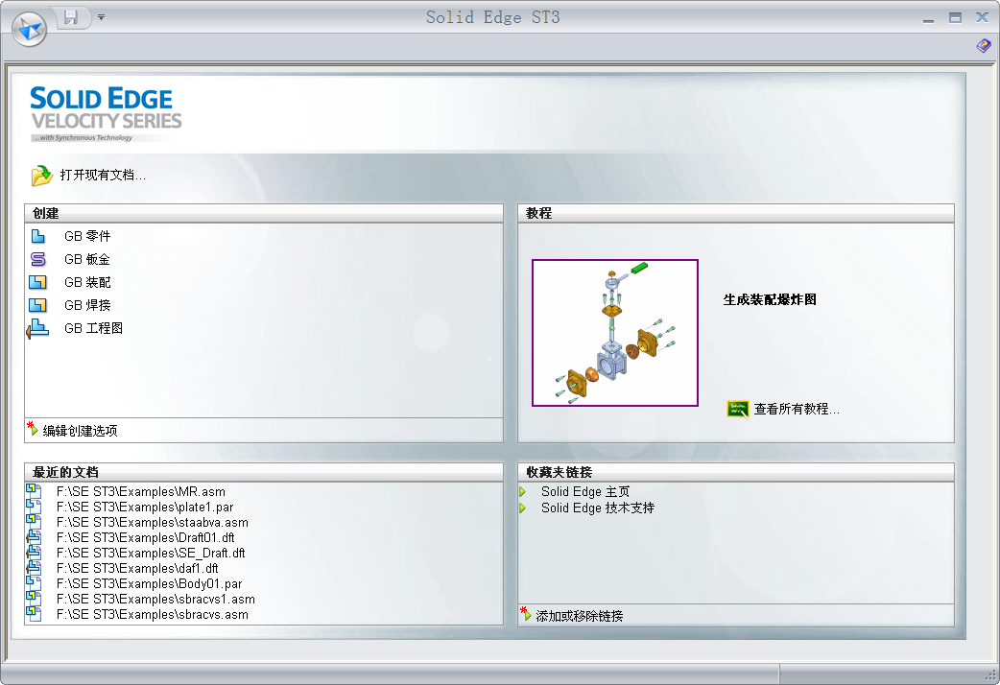 Solid Edge ST3
SOLID EDGE
VELOCITY SERIES
...with Synchronous Technology
打开现有文档...
创建
GB 零件
GB 钣金
GB 装配
GB 焊接
GB 工程图
编辑创建选项
教程
生成装配爆炸图
查看所有教程...
最近的文档
F:\SE ST3\Examples\MR.asm
F:\SE ST3\Examples\plate1.par
F:\SE ST3\Examples\staabva.asm
F:\SE ST3\Examples\Draft01.dft
F:\SE ST3\Examples\SE_Draft.dft
F:\SE ST3\Examples\daf1.dft
F:\SE ST3\Examples\Body01.par
F:\SE ST3\Examples\sbracvs1.asm
F:\SE ST3\Examples\sbracvs.asm
收藏夹链接
Solid Edge 主页
Solid Edge 技术支持
添加或移除链接